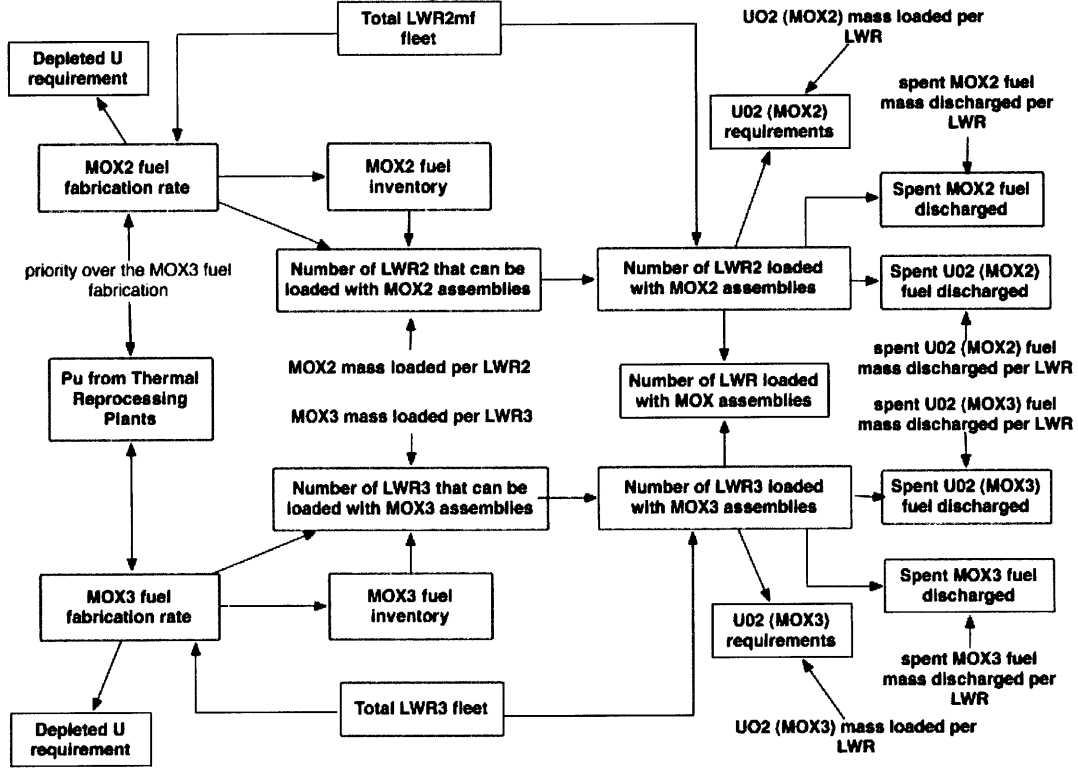 Total LWR2mf
fleet
UO2 (MOX2) mass loaded per
LWR
Depleted U
requirement
spent MOX2 fuel
mass discharged per
LWR
U02 (MOX2)
requirements
MOX2 fuel
fabrication rate
MOX2 fuel
inventory
Spent MOX2 fuel
discharged
priority over the MOX3 fuel
fabrication
Number of LWR2 that can be
loaded with MOX2 assemblies
Number of LWR2 loaded
with MOX2 assemblies
Spent U02 (MOX2)
fuel discharged
MOX2 mass loaded per LWR2
spent U02 (MOX2) fuel
mass discharged per LWR
Pu from Thermal
Reprocessing
Plants
Number of LWR loaded
with MOX assemblies
MOX3 mass loaded per LWR3
spent U02 (MOX3) fuel
mass discharged per LWR
Number of LWR3 that can be
loaded with MOX3 assemblies
Number of LWR3 loaded
with MOX3 assemblies
Spent U02 (MOX3)
fuel discharged
MOX3 fuel
fabrication rate
MOX3 fuel
inventory
Spent MOX3 fuel
discharged
U02 (MOX3)
requirements
spent MOX3 fuel
mass discharged per
LWR
Total LWR3 fleet
Depleted U
requirement
UO2 (MOX3) mass loaded per
LWR